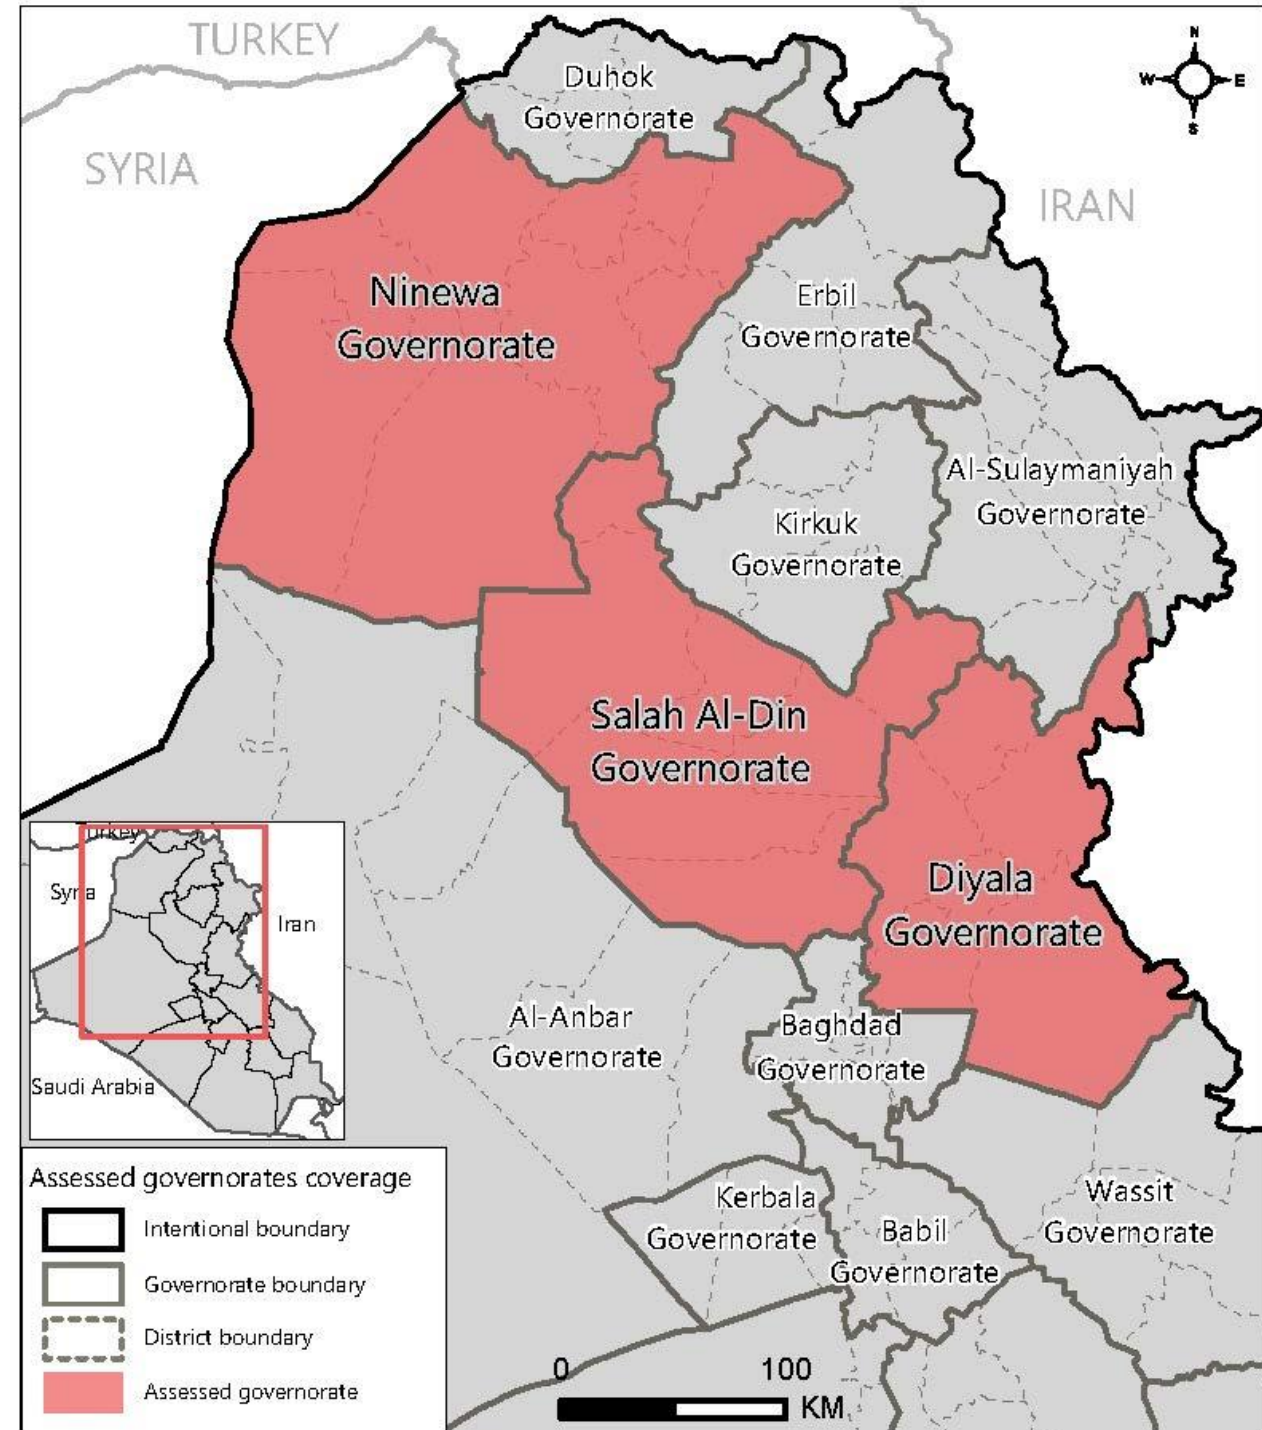 TURKEY
SYRIA
IRAN
N
W
E
S
Duhok
Governorate
Ninewa
Governorate
Erbil
Governorate
Al-Sulaymaniyah
Governorate
Kirkuk
Governorate
Salah Al-Din
Governorate
Diyala
Governorate
Al-Anbar
Governorate
Baghdad
Governorate
Kerbala
Governorate
Babil
Governorate
Wassit
Governorate
Turkey
Syria
Iran
Saudi Arabia
Assessed governorates coverage
Intentional boundary
Governorate boundary
District boundary
Assessed governorate
0 100
KM